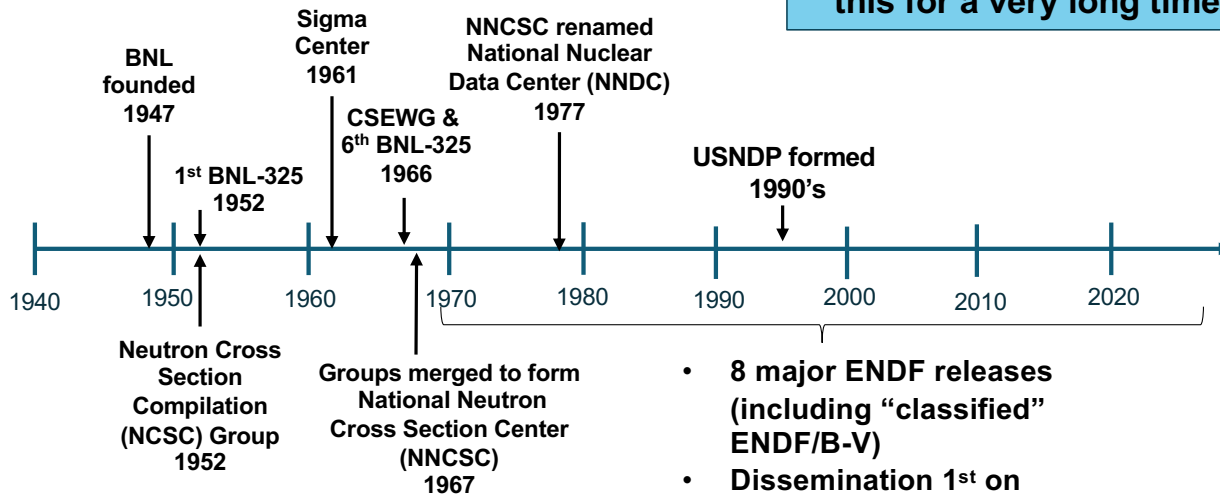 this for a very long time
BNL
founded
1947
1st BNL-325
1952
Sigma
Center
1961
CSEWG &
6th BNL-325
1966
NNCSC renamed
National Nuclear
Data Center (NNDC)
1977
USNDP formed
1990's
1940
1950
1960
1970
1980
1990
2000
2010
2020
Neutron Cross
Section
Compilation
(NCSC) Group
1952
Groups merged to form
National Neutron
Cross Section Center
(NNCSC)
1967
• 8 major ENDF releases
(including “classified”
ENDF/B-V)
• Dissemination 1st on